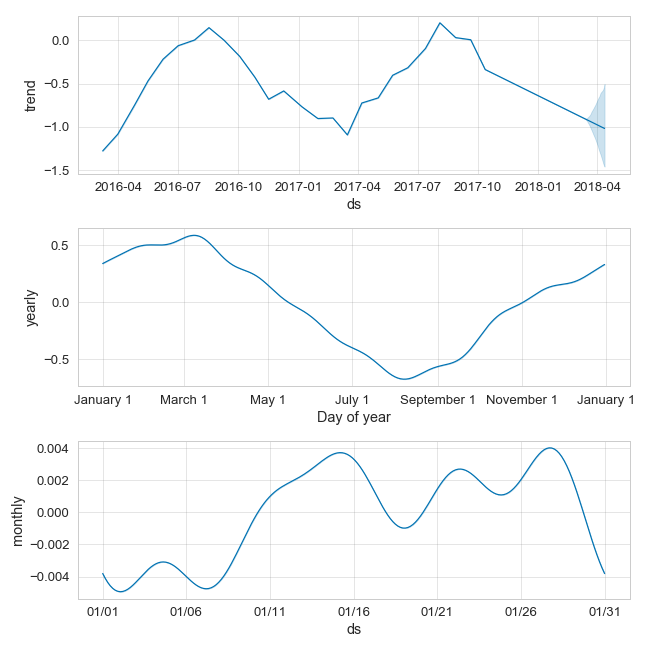 trend
0.0
−0.5
−1.0
−1.5
2016-04 2016-07 2016-10 2017-01 2017-04 2017-07 2017-10 2018-01 2018-04
ds
yearly
0.5
0.0
−0.5
January 1 March 1 May 1 July 1 September 1 November 1 January 1
Day of year
monthly
0.004
0.002
0.000
−0.002
−0.004
01/01 01/06 01/11 01/16 01/21 01/26 01/31
ds